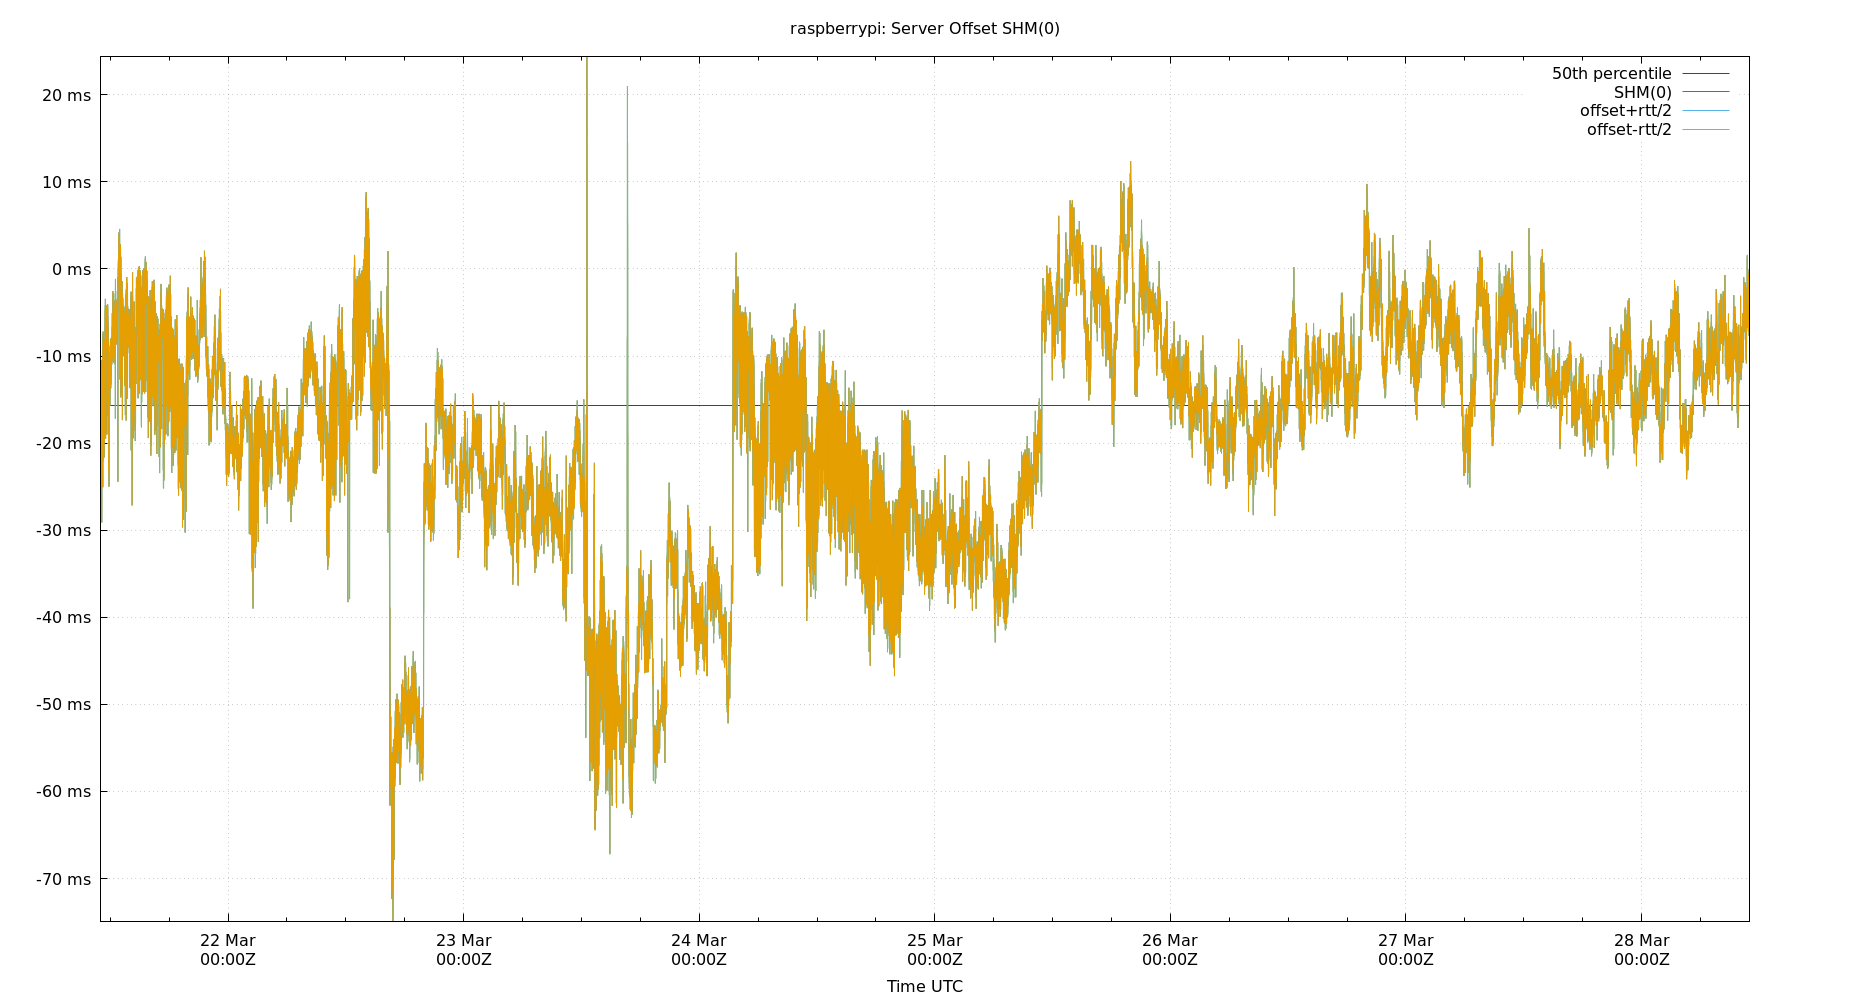 raspberrypi: Server Offset SHM(0)
50th percentile
SHM(0)
offset+rtt/2
offset-rtt/2
20 ms
10 ms
0 ms
-10 ms
-20 ms
-30 ms
-40 ms
-50 ms
-60 ms
-70 ms
22 Mar 23 Mar 24 Mar 25 Mar 26 Mar 27 Mar 28 Mar
00:00Z 00:00Z 00:00Z 00:00Z 00:00Z 00:00Z 00:00Z
Time UTC